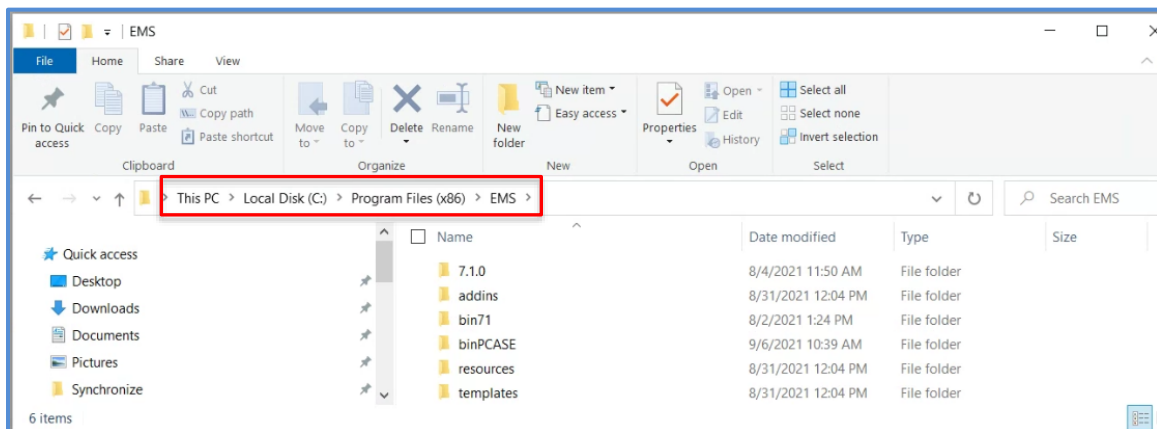 EMS
File Home Share View
Pin to Quick access
Copy
Paste
Cut
Copy path
Paste shortcut
Clipboard
Move to
Copy to
Delete
Rename
Organize
New folder
New item
Easy access
New
Properties
Open
Edit
History
Open
Select all
Select none
Invert selection
Select
This PC > Local Disk (C:) > Program Files (x86) > EMS >
Search EMS
Quick access
Desktop
Downloads
Documents
Pictures
Synchronize
Name Date modified Type Size
7.1.0 8/4/2021 11:50 AM File folder
addins 8/31/2021 12:04 PM File folder
bin71 8/2/2021 1:24 PM File folder
binPCASE 9/6/2021 10:39 AM File folder
resources 8/31/2021 12:04 PM File folder
templates 8/31/2021 12:04 PM File folder
6 items